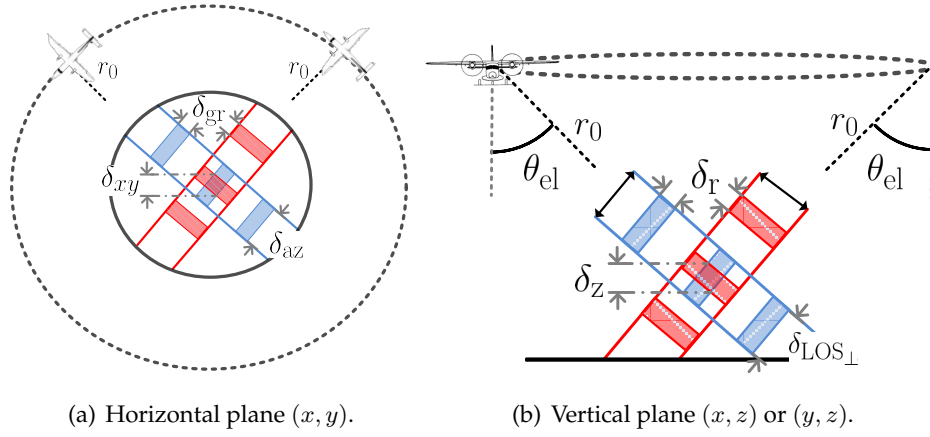 r₀
r₀
δgr
δxy
δaz
(a) Horizontal plane (x, y).
r₀
r₀
θel
θel
δr
δz
δLOS⊥
(b) Vertical plane (x, z) or (y, z).